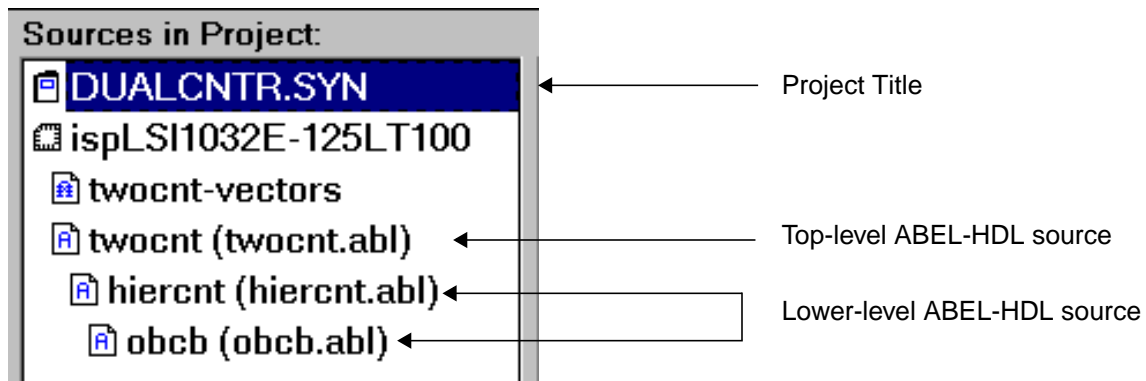 Sources in Project:
DUALCNTR.SYN
Project Title
ispLSI1032E-125LT100
twocnt-vectors
twocnt (twocnt.abl)
Top-level ABEL-HDL source
hiercnt (hiercnt.abl)
Lower-level ABEL-HDL source
obcb (obcb.abl)